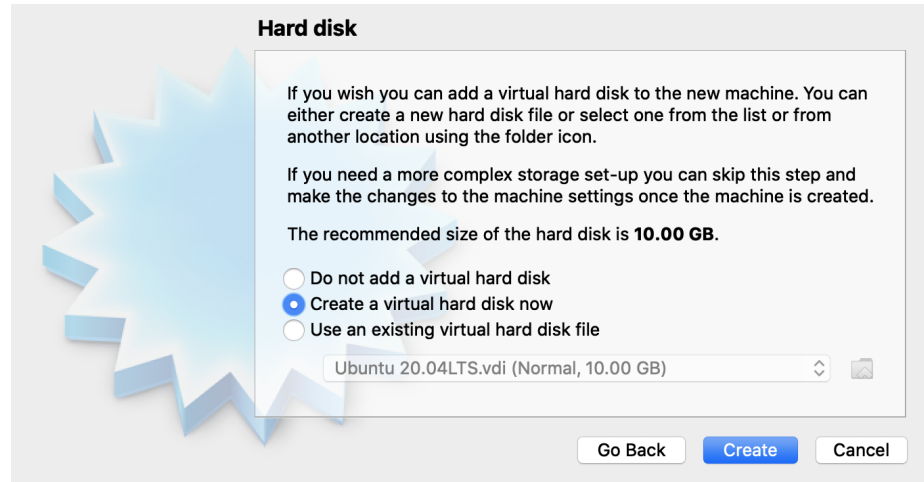 Hard disk
If you wish you can add a virtual hard disk to the new machine. You can
either create a new hard disk file or select one from the list or from
another location using the folder icon.
If you need a more complex storage set-up you can skip this step and
make the changes to the machine settings once the machine is created.
The recommended size of the hard disk is 10.00 GB.
Do not add a virtual hard disk
Create a virtual hard disk now
Use an existing virtual hard disk file
Ubuntu 20.04LTS.vdi (Normal, 10.00 GB)
Go Back
Create
Cancel